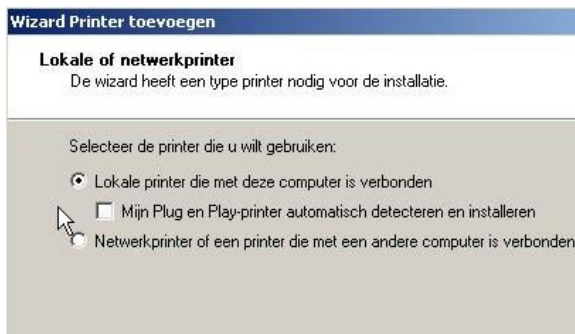 Wizard Printer toevoegen
Lokale of netwerkprinter
De wizard heeft een type printer nodig voor de installatie.
Selecteer de printer die u wilt gebruiken:
Lokale printer die met deze computer is verbonden
Mijn Plug en Play-printer automatisch detecteren en installeren
Netwerkprinter of een printer die met een andere computer is verbonden